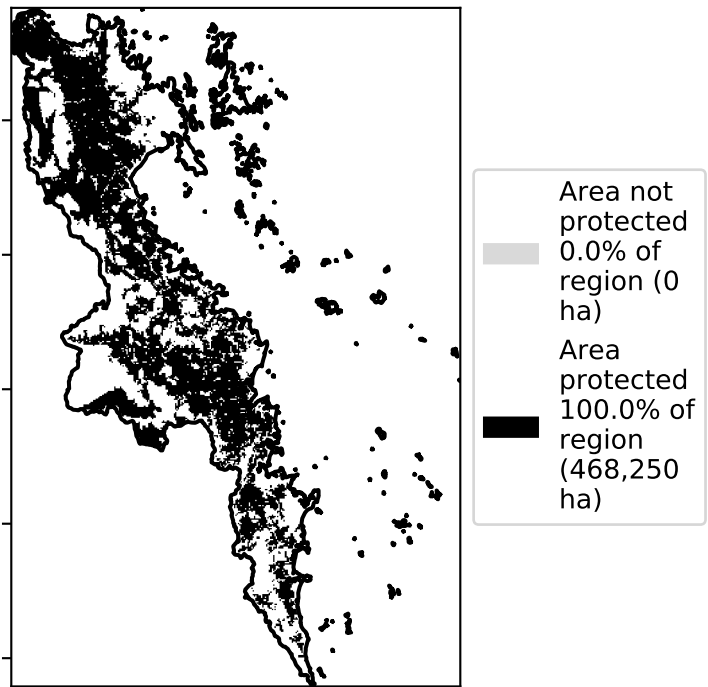 Area not
protected
0.0% of
region (0
ha)
Area
protected
100.0% of
region
(468,250
ha)